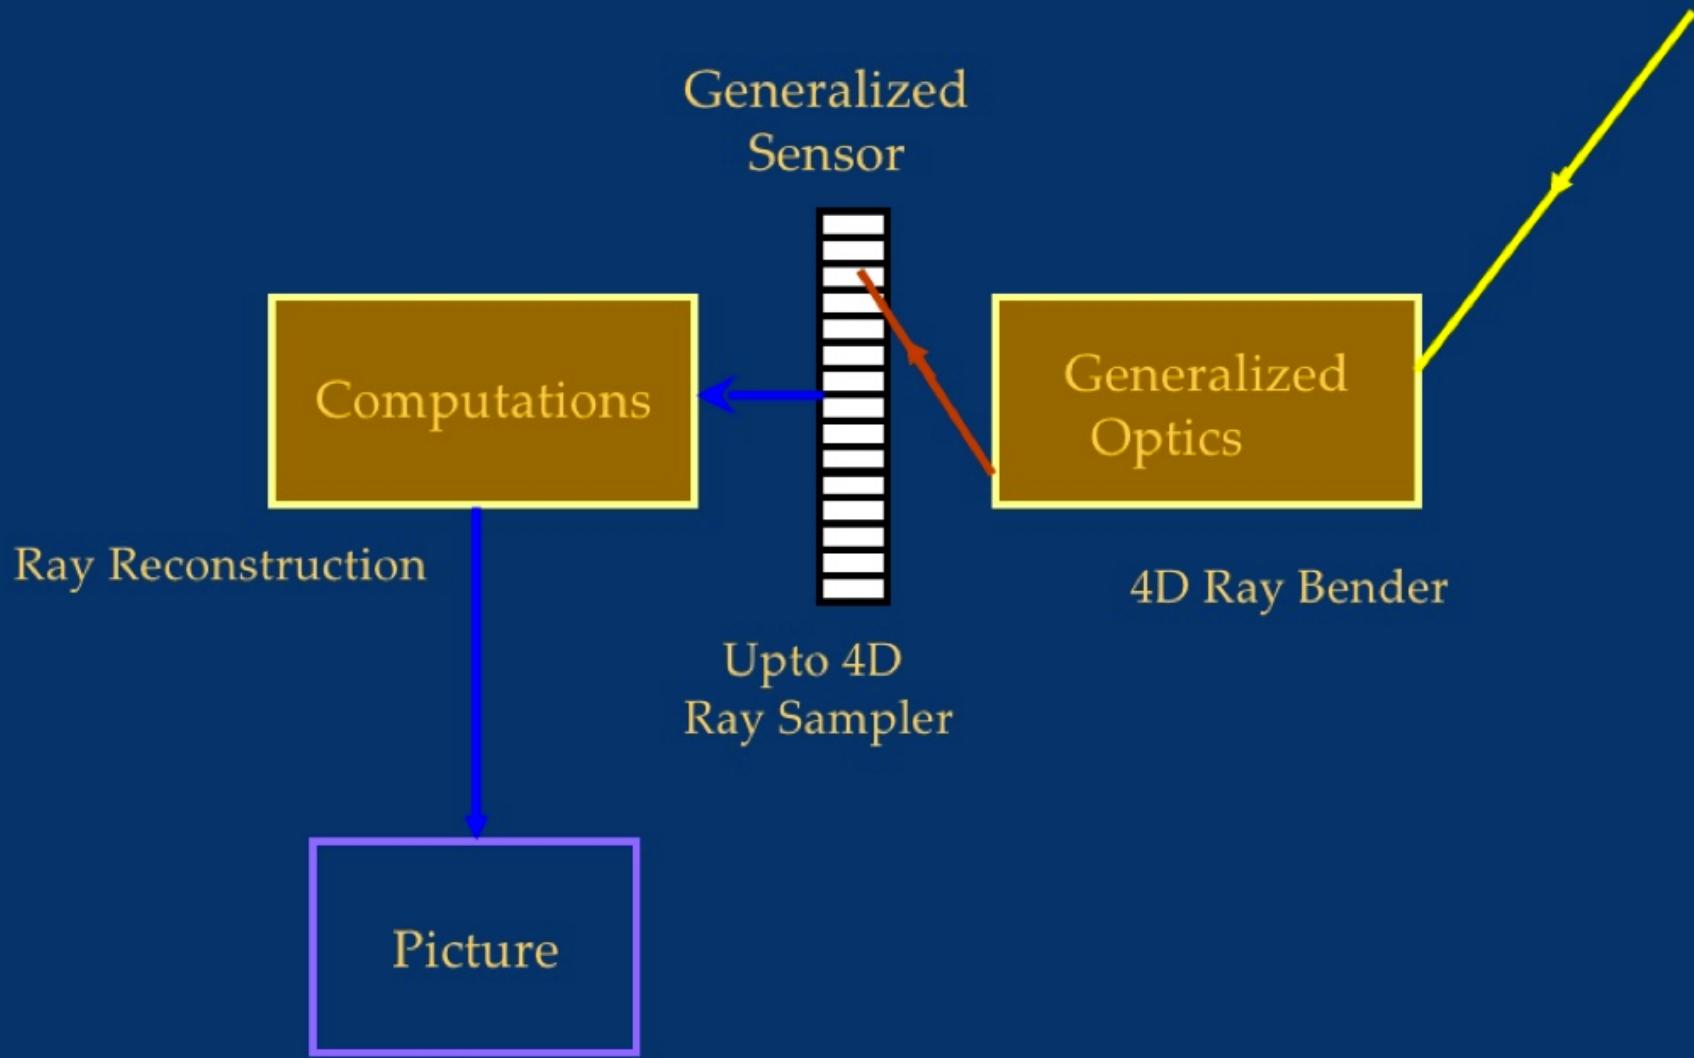 Generalized
Sensor
Computations
Generalized
Optics
Ray Reconstruction
4D Ray Bender
Upto 4D
Ray Sampler
Picture